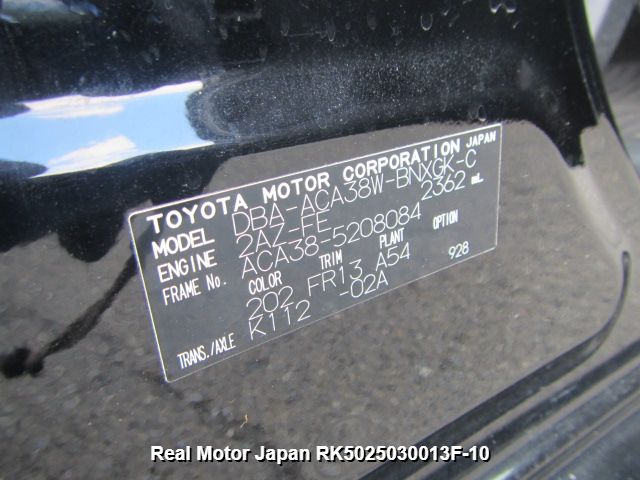 TOYOTA MOTOR CORPORATION JAPAN
MODEL DBA-ACA38W-BNXGK-C
ENGINE 2AZ-FE 2362 mL
FRAME No. ACA38-5208084
COLOR TRIM PLANT OPTION
202 FR13 A54 928
TRANS./AXLE K112 -02A
Real Motor Japan RK5025030013F-10